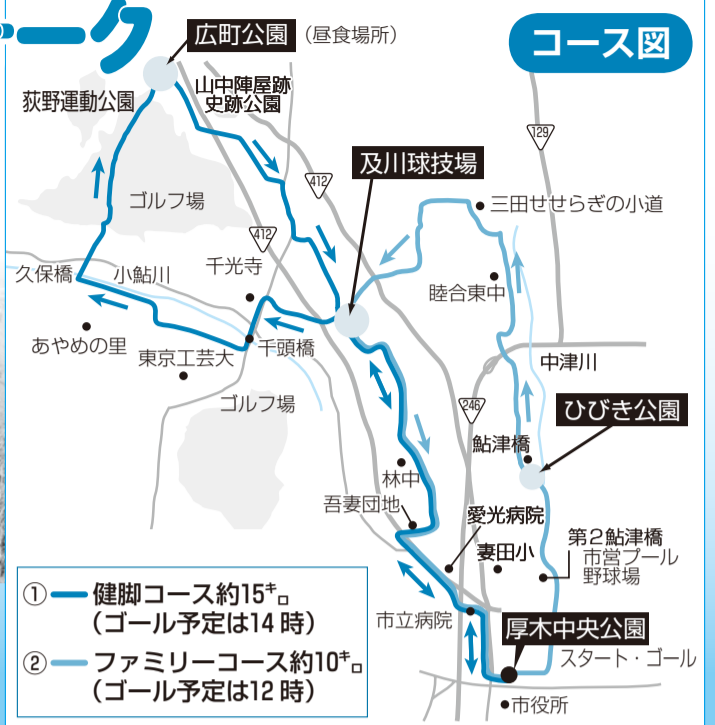 ーク
広町公園（昼食場所）
コース図
荻野運動公園
山中陣屋跡
史跡公園
129
及川球技場
412
三田せせらぎの小道
ゴルフ場
412
久保橋
小鮎川
千光寺
睦合東中
あやめの里
東京工芸大
千頭橋
中津川
ゴルフ場
246
ひびき公園
鮎津橋
林中
吾妻団地
愛光病院
第2鮎津橋
妻田小
市営プール
野球場
①健脚コース約15㌔
（ゴール予定は14時）
市立病院
厚木中央公園
スタート・ゴール
②ファミリーコース約10㌔
（ゴール予定は12時）
市役所